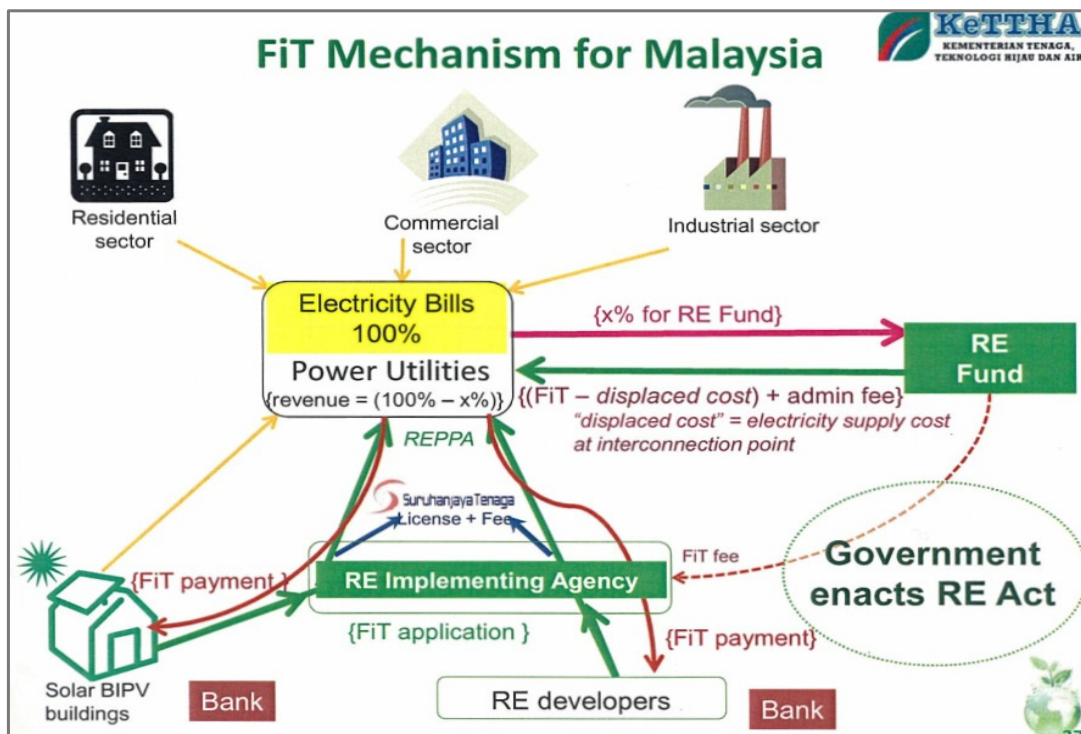 FiT Mechanism for Malaysia
KeTTHA
KEMENTERIAN TENAGA,
TEKNOLOGI HIJAU DAN AIR
Residential
sector
Commercial
sector
Industrial sector
Electricity Bills
100%
Power Utilities
{revenue = (100% – x%)}
{x% for RE Fund}
RE
Fund
{(FiT – displaced cost) + admin fee}
"displaced cost" = electricity supply cost
at interconnection point
REPPA
SuruhanjayaTenaga
License + Fee
{FiT payment }
RE Implementing Agency
FiT fee
Government
enacts RE Act
{FiT application }
{FiT payment}
Solar BIPV
buildings
Bank
RE developers
Bank